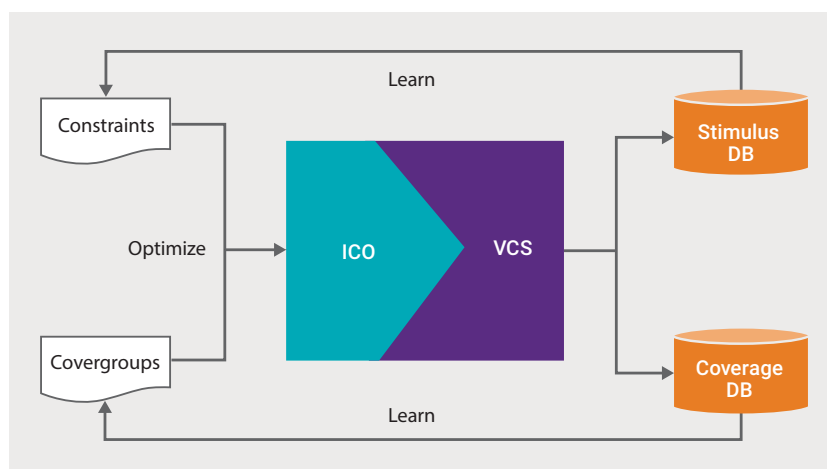 Learn
Constraints
Stimulus
DB
Optimize
ICO
VCS
Covergroups
Coverage
DB
Learn